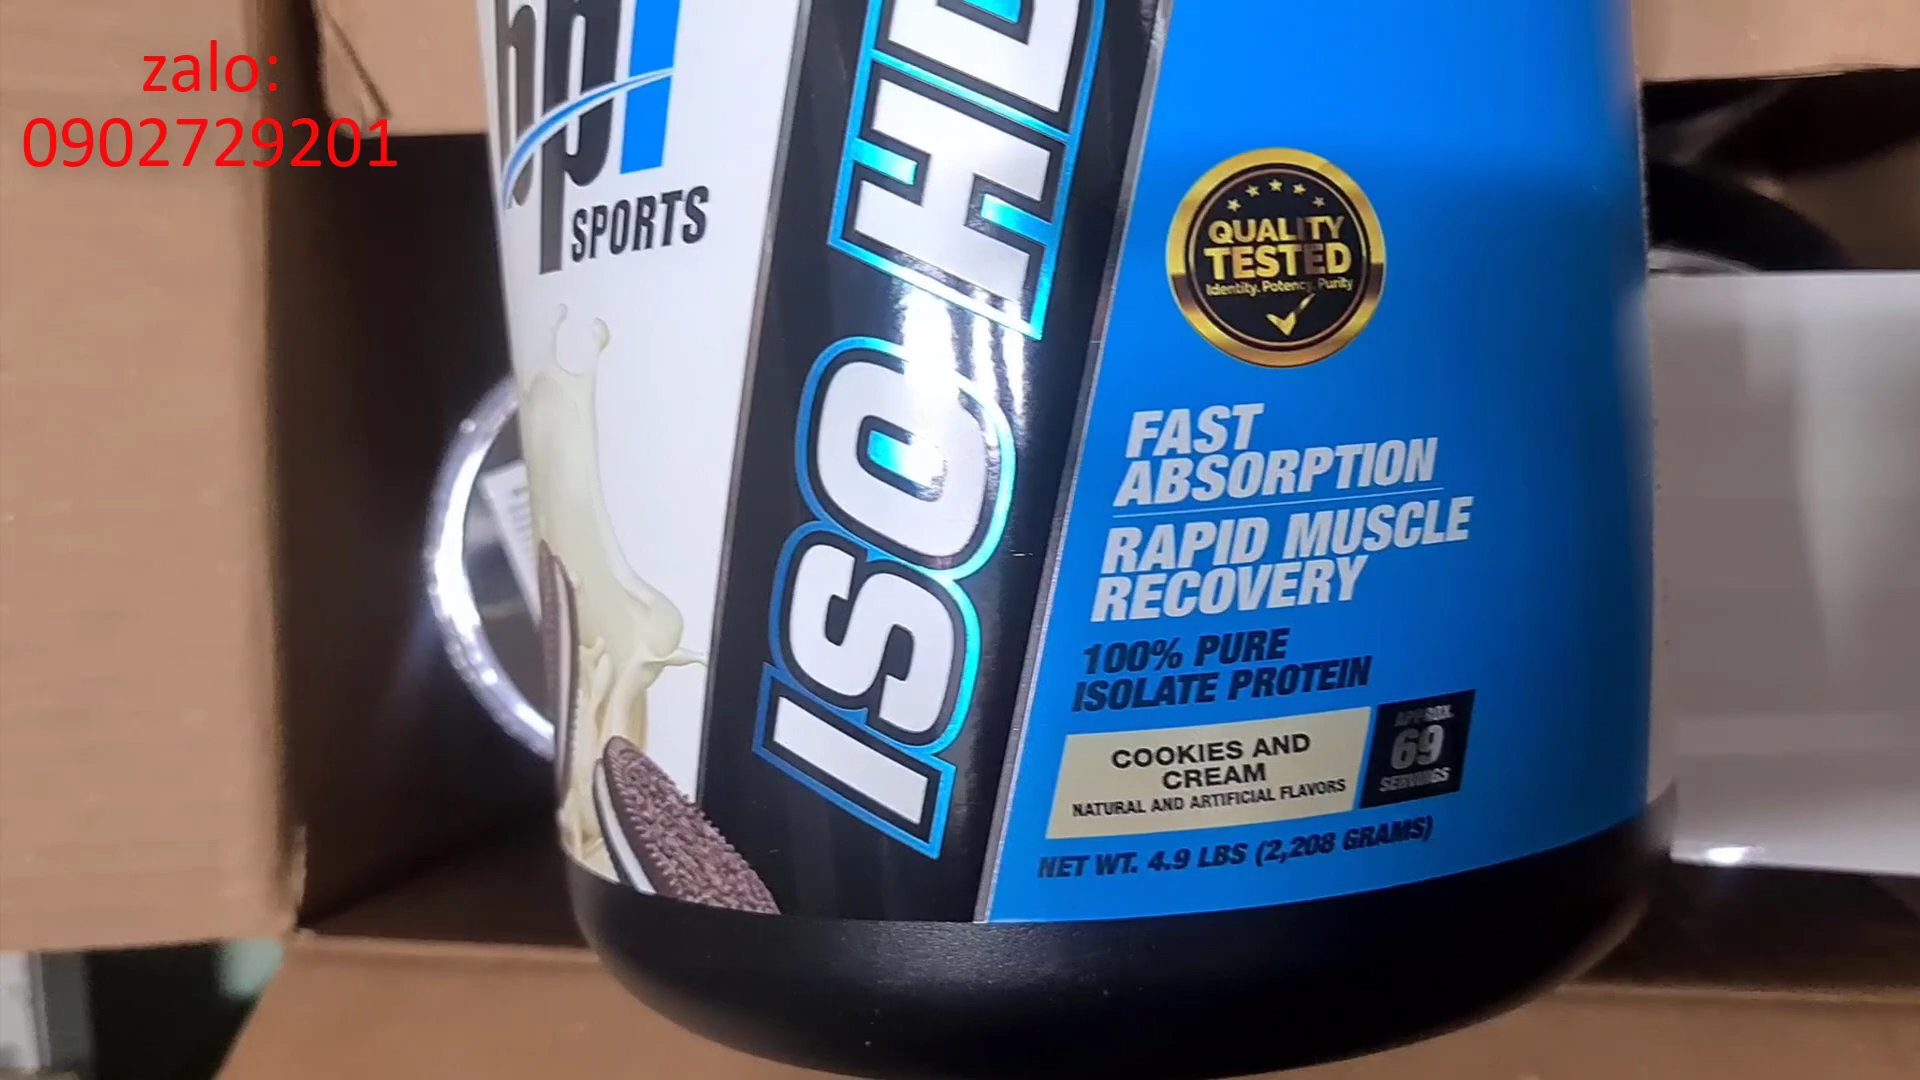 zalo:
0902729201
bpi
SPORTS
ISO HD
QUALITY
TESTED
Identity. Potency. Purity
FAST
ABSORPTION
RAPID MUSCLE
RECOVERY
100% PURE
ISOLATE PROTEIN
COOKIES AND
CREAM
NATURAL AND ARTIFICIAL FLAVORS
APPROX.
69
SERVINGS
NET WT. 4.9 LBS (2,208 GRAMS)